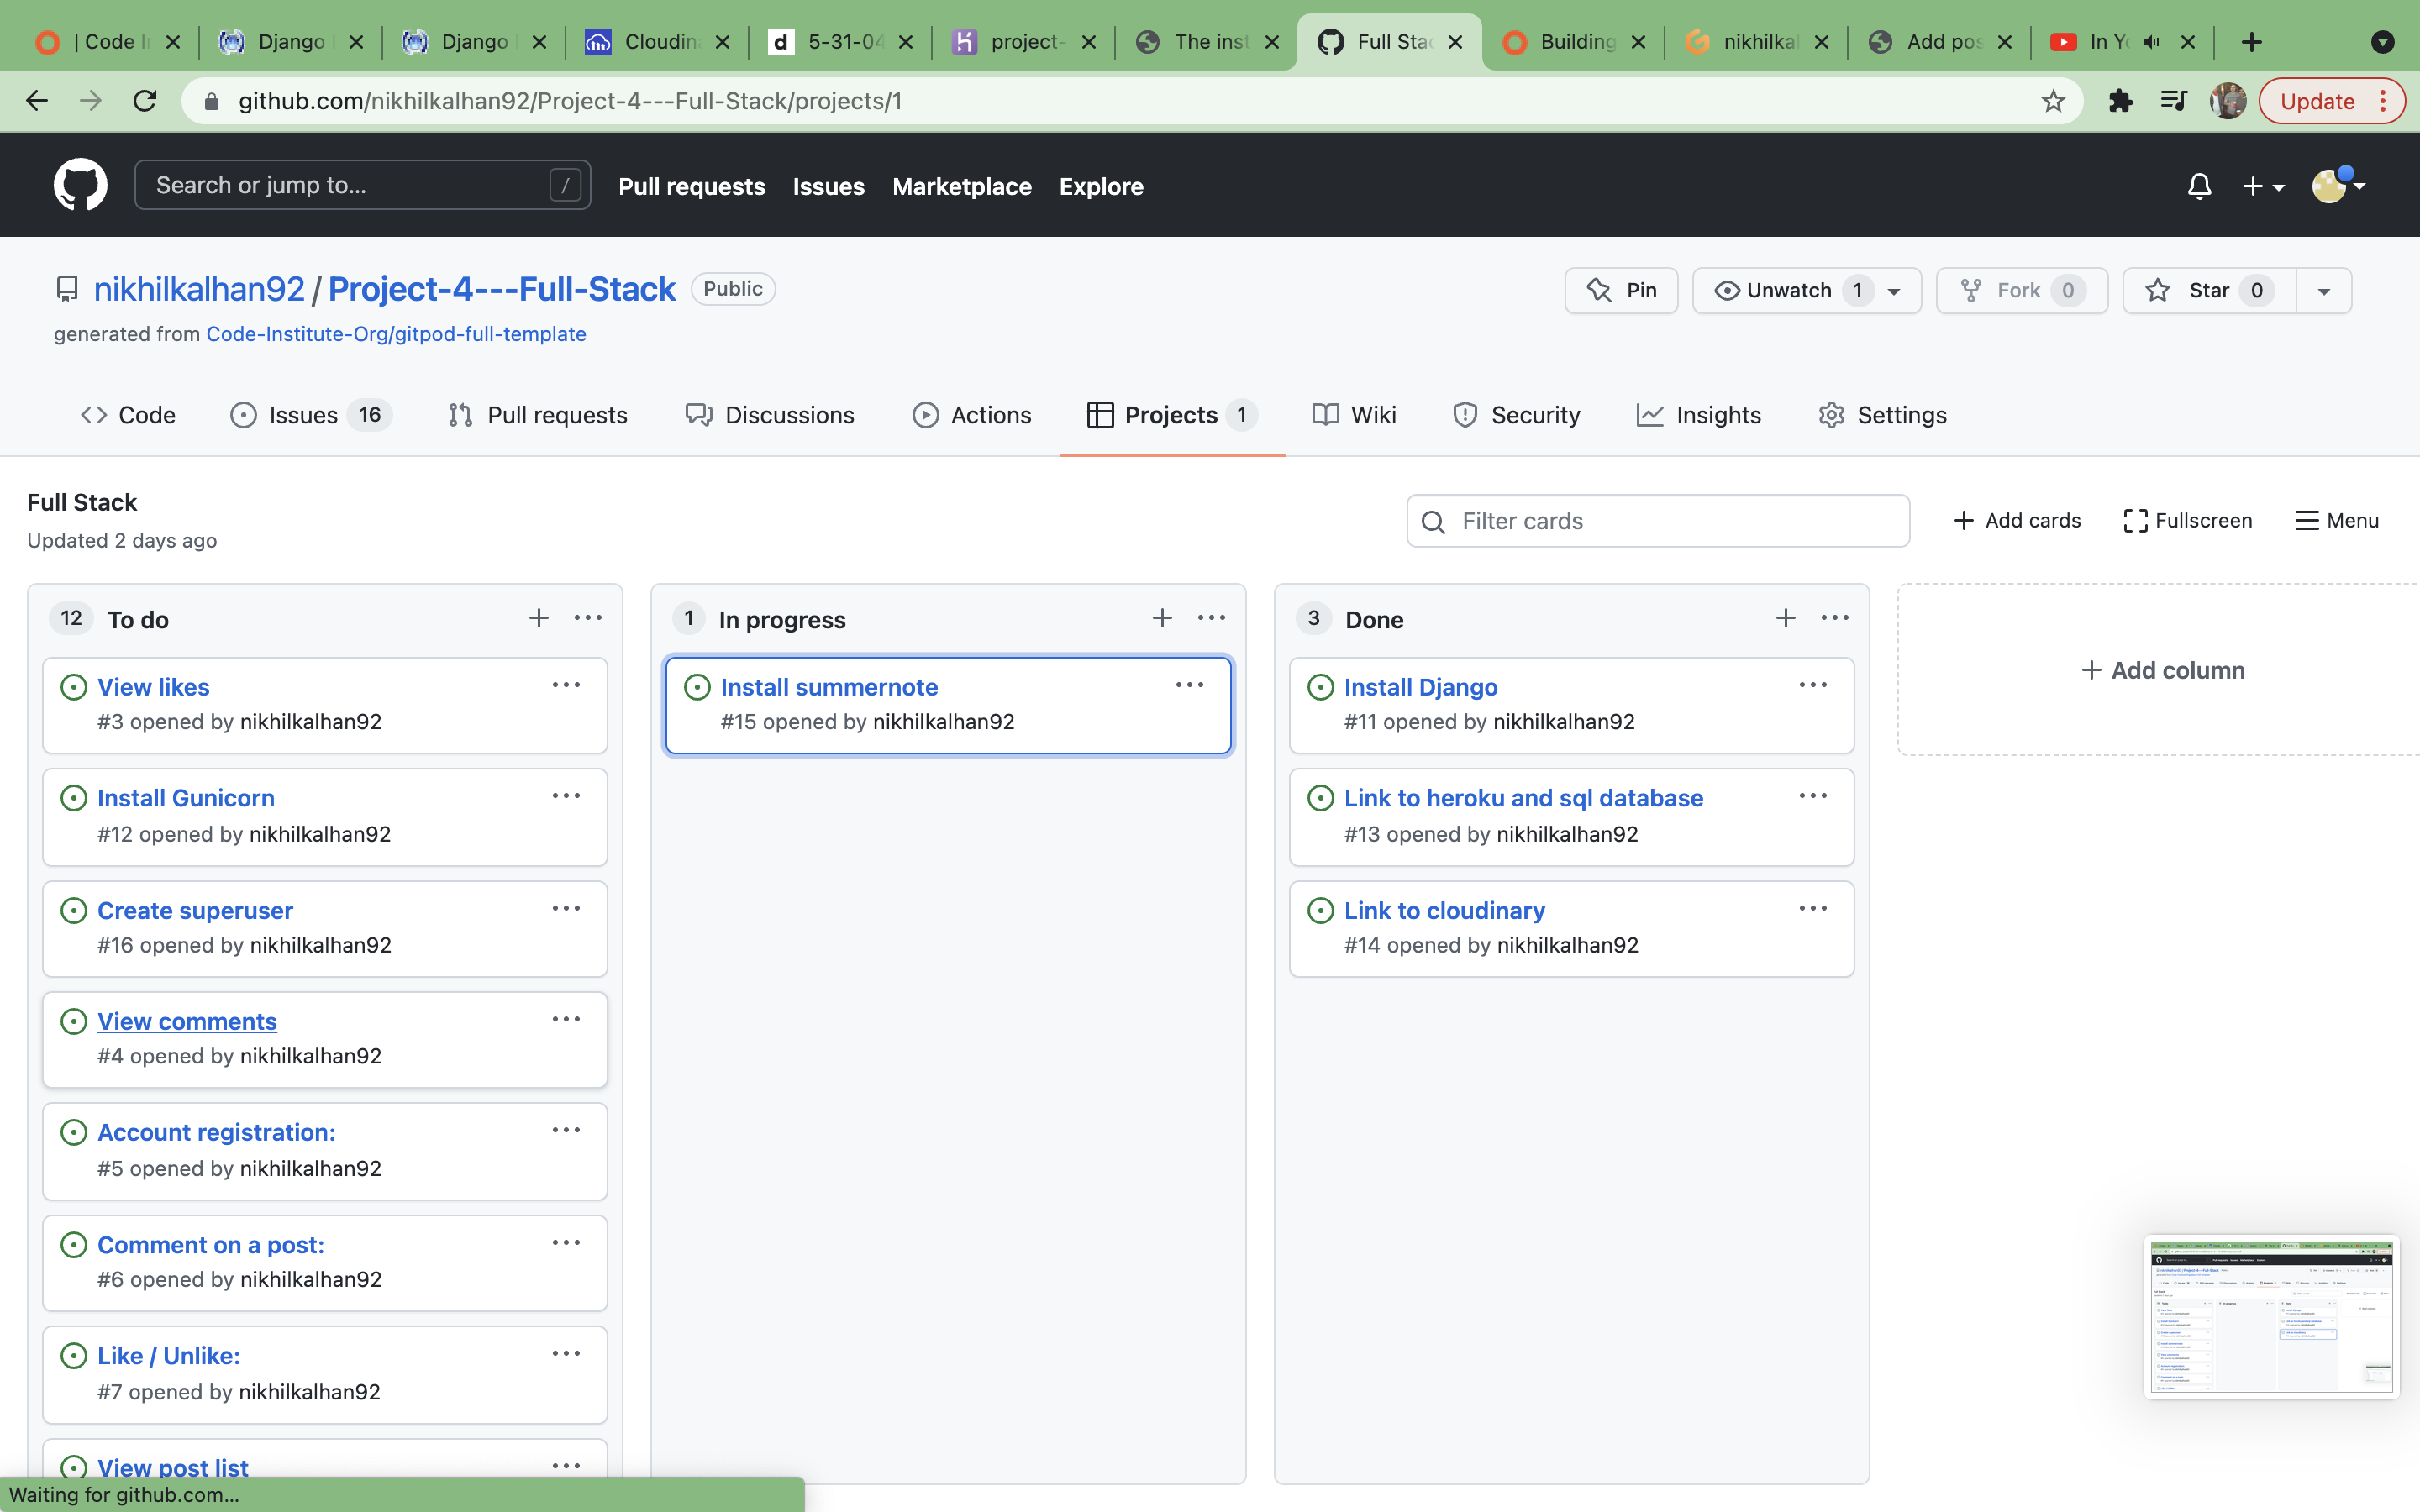 | Code I
Django
Django
Cloudin
5-31-04
project-
The inst
Full Stac
Building
nikhilkal
Add pos
In Yo
github.com/nikhilkalhan92/Project-4---Full-Stack/projects/1
Update
Search or jump to...
/
Pull requests
Issues
Marketplace
Explore
nikhilkalhan92 / Project-4---Full-Stack
Public
Pin
Unwatch 1
Fork 0
Star 0
generated from Code-Institute-Org/gitpod-full-template
Code
Issues 16
Pull requests
Discussions
Actions
Projects 1
Wiki
Security
Insights
Settings
Full Stack
Updated 2 days ago
Filter cards
Add cards
Fullscreen
Menu
12 To do
View likes
#3 opened by nikhilkalhan92
Install Gunicorn
#12 opened by nikhilkalhan92
Create superuser
#16 opened by nikhilkalhan92
View comments
#4 opened by nikhilkalhan92
Account registration:
#5 opened by nikhilkalhan92
Comment on a post:
#6 opened by nikhilkalhan92
Like / Unlike:
#7 opened by nikhilkalhan92
View post list
1 In progress
Install summernote
#15 opened by nikhilkalhan92
3 Done
Install Django
#11 opened by nikhilkalhan92
Link to heroku and sql database
#13 opened by nikhilkalhan92
Link to cloudinary
#14 opened by nikhilkalhan92
Add column
Waiting for github.com...